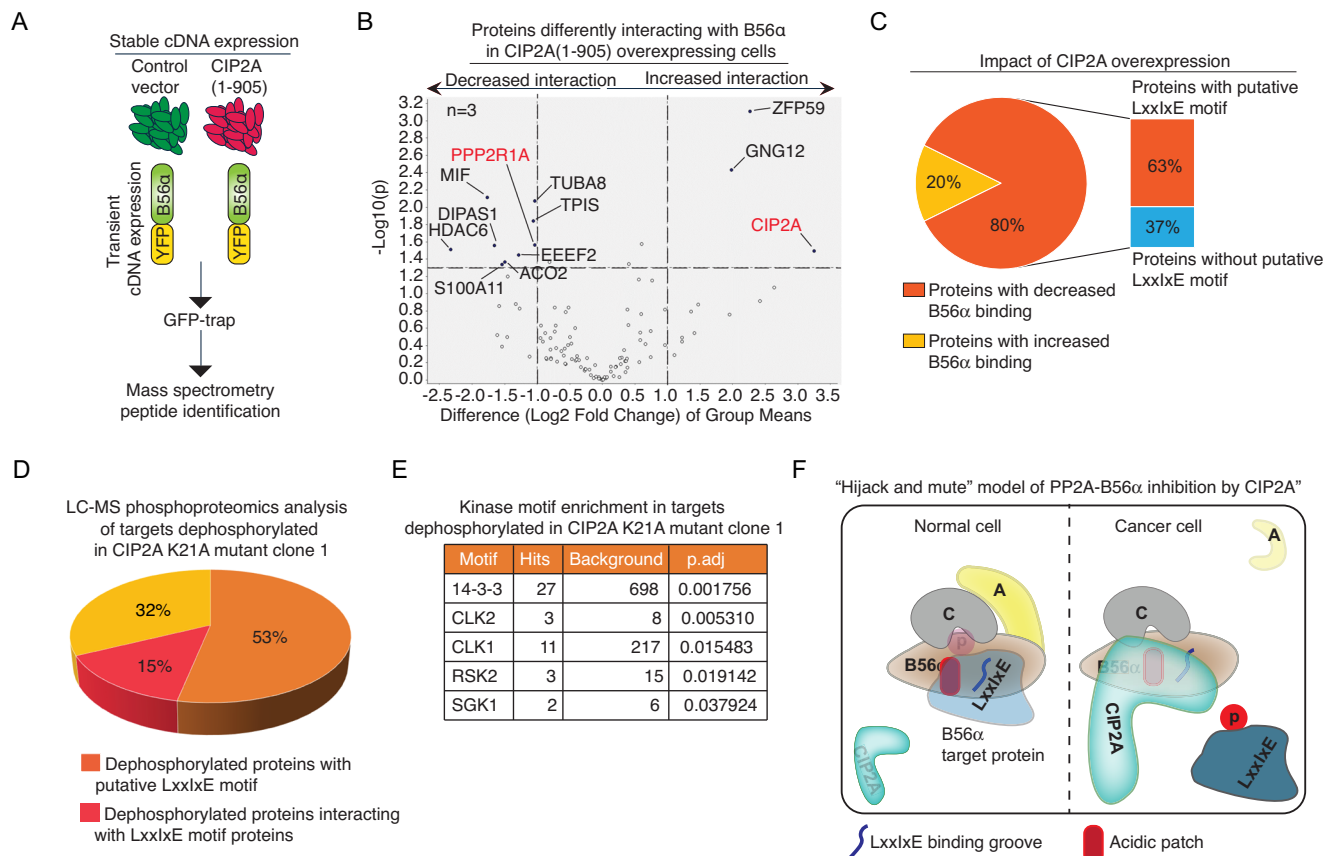 A
Stable cDNA expression
Control vector
CIP2A (1-905)
Transient cDNA expression
YFP B56α
YFP B56α
GFP-trap
Mass spectrometry
peptide identification
B
Proteins differently interacting with B56α
in CIP2A(1-905) overexpressing cells
Decreased interaction
Increased interaction
-Log10(p)
3.2
3.0
2.8
2.6
2.4
2.2
2.0
1.8
1.6
1.4
1.2
1.0
0.8
0.6
0.4
0.2
0.0
n=3
ZFP59
GNG12
PPP2R1A
MIF
TUBA8
TPIS
DIPAS1
HDAC6
EEEF2
ACO2
S100A11
CIP2A
-2.5 -2.0 -1.5 -1.0 -0.5 0.0 0.5 1.0 1.5 2.0 2.5 3.0 3.5
Difference (Log2 Fold Change) of Group Means
C
Impact of CIP2A overexpression
Proteins with putative
LxxIxE motif
20%
80%
63%
37%
Proteins without putative
LxxIxE motif
Proteins with decreased
B56α binding
Proteins with increased
B56α binding
D
LC-MS phosphoproteomics analysis
of targets dephosphorylated
in CIP2A K21A mutant clone 1
32%
53%
15%
Dephosphorylated proteins with
putative LxxIxE motif
Dephosphorylated proteins interacting
with LxxIxE motif proteins
E
Kinase motif enrichment in targets
dephosphorylated in CIP2A K21A mutant clone 1
Motif Hits Background p.adj
14-3-3 27 698 0.001756
CLK2 3 8 0.005310
CLK1 11 217 0.015483
RSK2 3 15 0.019142
SGK1 2 6 0.037924
F
“Hijack and mute” model of PP2A-B56α inhibition by CIP2A”
Normal cell
A
C
p
B56α
LxxIxE
B56α
target protein
CIP2A
Cancer cell
A
C
B56α
CIP2A
p
LxxIxE
LxxIxE binding groove
Acidic patch